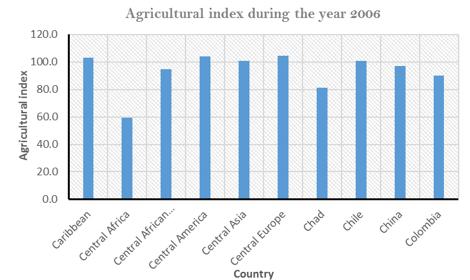 Agricultural index during the year 2006
120.0
100.0
80.0
60.0
40.0
20.0
0.0
Agricultural index
Caribbean
Central Africa
Central African...
Central America
Central Asia
Central Europe
Chad
Chile
China
Colombia
Country